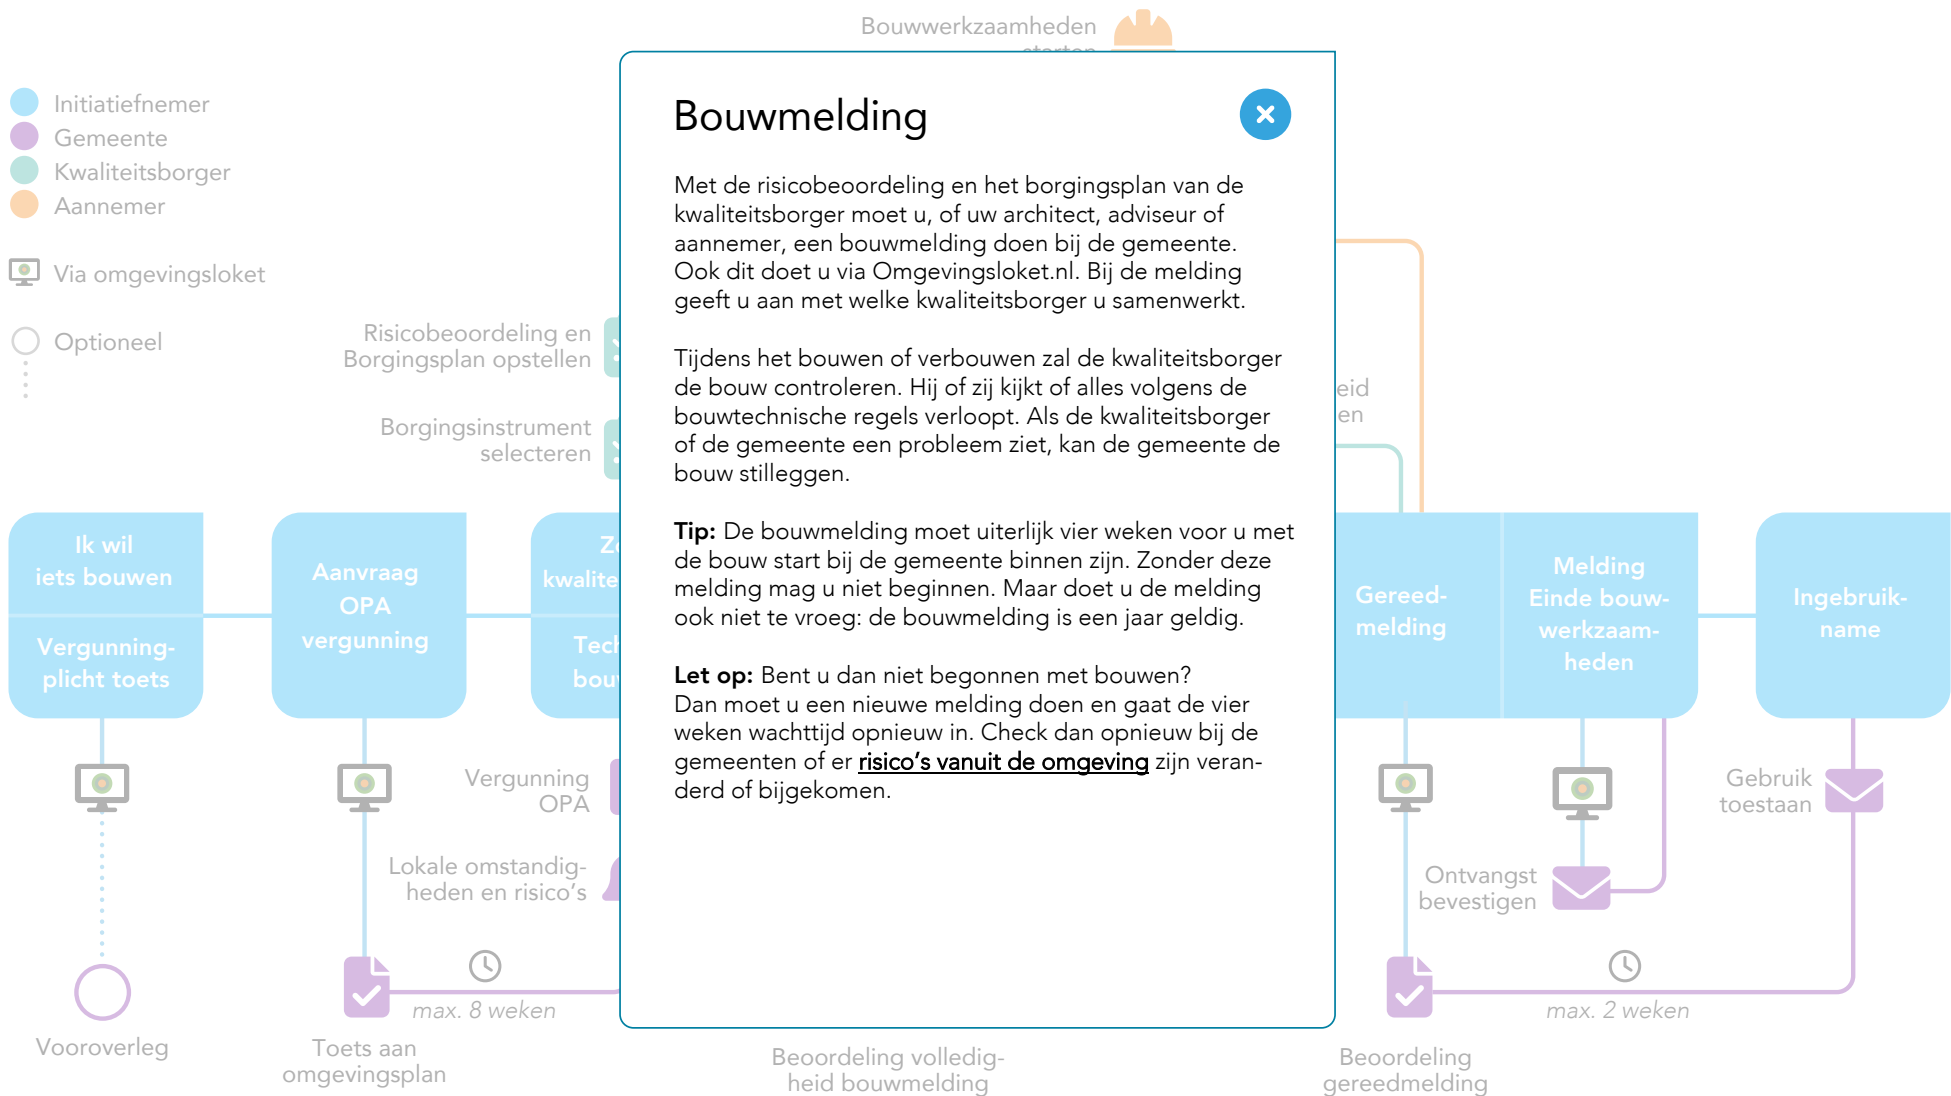 Bouwwerkzaamheden
starten
Initiatiefnemer
Gemeente
Kwaliteitsborger
Aannemer
Via omgevingsloket
Optioneel
Risicobeoordeling en
Borgingsplan opstellen
Borgingsinstrument
selecteren
Bouwmelding
Met de risicobeoordeling en het borgingsplan van de
kwaliteitsborger moet u, of uw architect, adviseur of
aannemer, een bouwmelding doen bij de gemeente.
Ook dit doet u via Omgevingsloket.nl. Bij de melding
geeft u aan met welke kwaliteitsborger u samenwerkt.
Tijdens het bouwen of verbouwen zal de kwaliteitsborger
de bouw controleren. Hij of zij kijkt of alles volgens de
bouwtechnische regels verloopt. Als de kwaliteitsborger
of de gemeente een probleem ziet, kan de gemeente de
bouw stilleggen.
Tip: De bouwmelding moet uiterlijk vier weken voor u met
de bouw start bij de gemeente binnen zijn. Zonder deze
melding mag u niet beginnen. Maar doet u de melding
ook niet te vroeg: de bouwmelding is een jaar geldig.
Let op: Bent u dan niet begonnen met bouwen?
Dan moet u een nieuwe melding doen en gaat de vier
weken wachttijd opnieuw in. Check dan opnieuw bij de
gemeenten of er risico's vanuit de omgeving zijn veran-
derd of bijgekomen.
eid
en
Ik wil
iets bouwen
Vergunning-
plicht toets
Aanvraag
OPA
vergunning
kwalite
Tech
bou
Gereed-
melding
Melding
Einde bouw-
werkzaam-
heden
Ingebruik-
name
Vergunning
OPA
Lokale omstandig-
heden en risico's
Gebruik
toestaan
Ontvangst
bevestigen
max. 8 weken
max. 2 weken
Vooroverleg
Toets aan
omgevingsplan
Beoordeling volledig-
heid bouwmelding
Beoordeling
gereedmelding